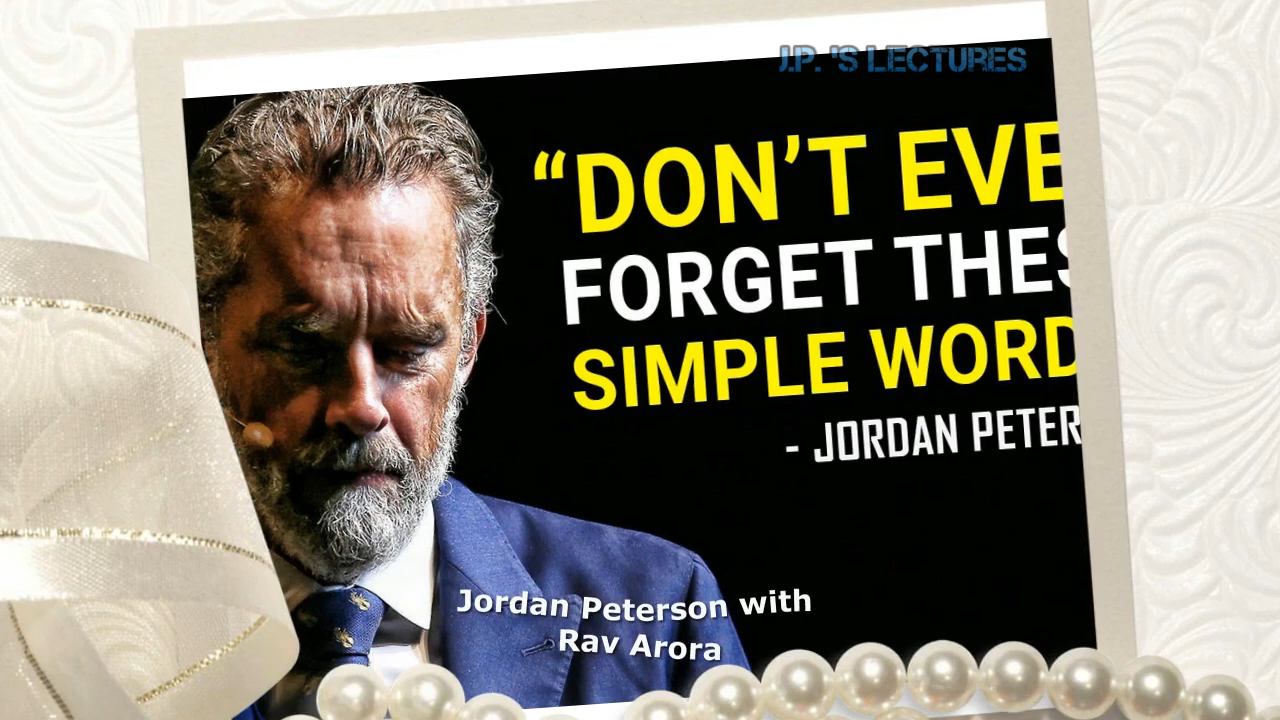 J.P. 'S LECTURES
“DON’T EVE
FORGET THES
SIMPLE WORD
- JORDAN PETER
Jordan Peterson with
Rav Arora